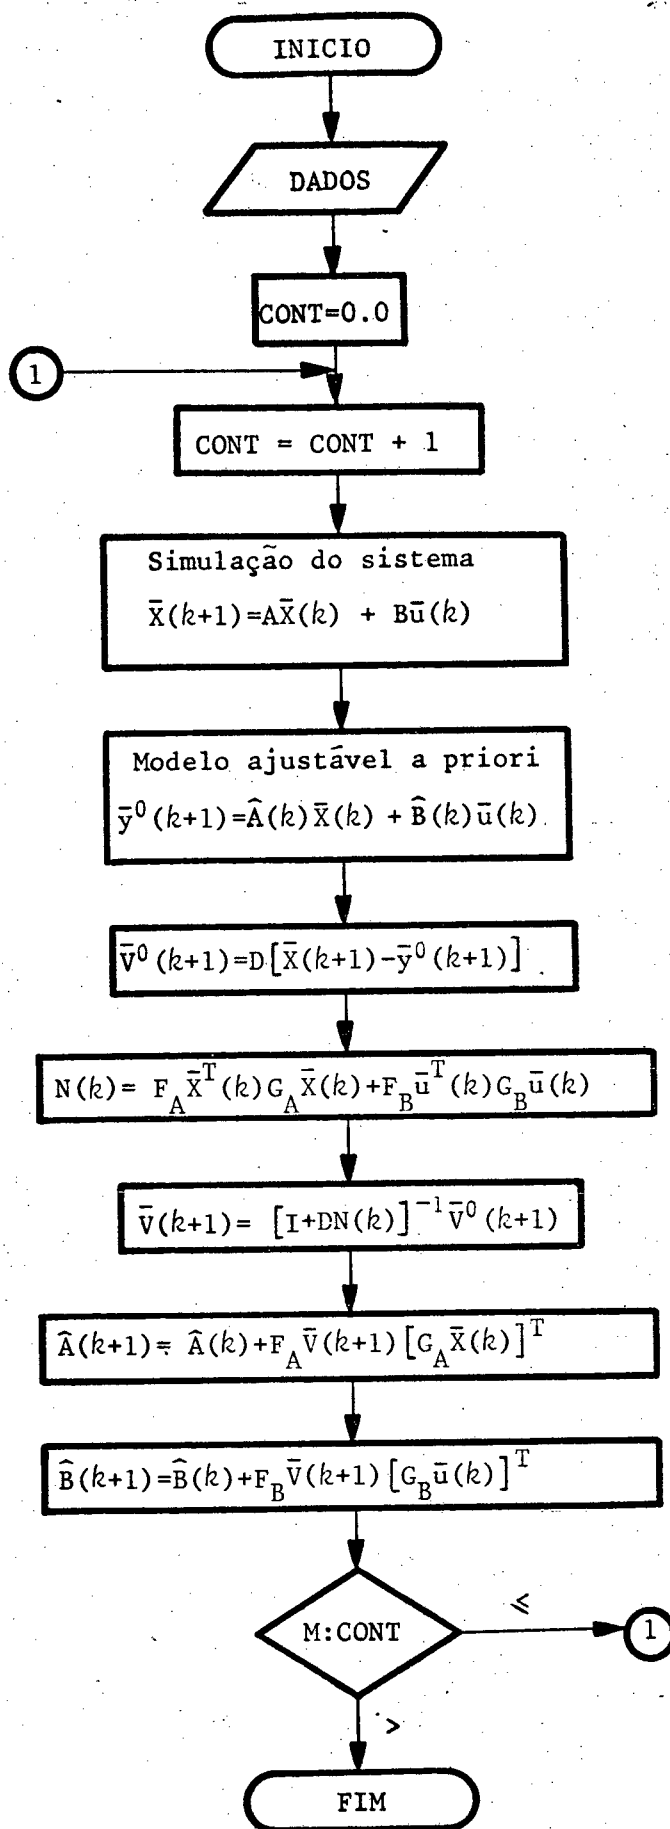 INICIO
DADOS
CONT=0.0
1
CONT = CONT + 1
Simulação do sistema
X̄(k+1)=AX̄(k) + Bū(k)
Modelo ajustável a priori
ȳ⁰(k+1)=Â(k)X̄(k) + B̂(k)ū(k)
V̄⁰(k+1)=D[X̄(k+1)-ȳ⁰(k+1)]
N(k)= F_A X̄ᵀ(k)G_A X̄(k)+F_B ūᵀ(k)G_B ū(k)
V̄(k+1)= [I+DN(k)]⁻¹V̄⁰(k+1)
Â(k+1)= Â(k)+F_A V̄(k+1)[G_A X̄(k)]ᵀ
B̂(k+1)=B̂(k)+F_B V̄(k+1)[G_B ū(k)]ᵀ
≤
M:CONT
1
>
FIM